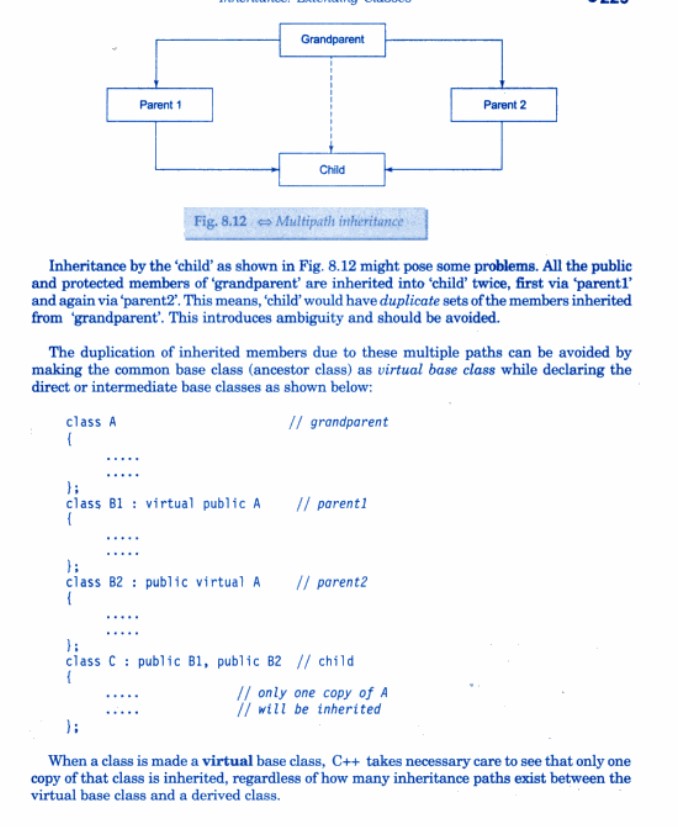 Inheritance: Extending Classes
Grandparent
Parent 1
Parent 2
Child
Fig. 8.12 ⇔ Multipath inheritance
Inheritance by the ‘child’ as shown in Fig. 8.12 might pose some problems. All the public
and protected members of ‘grandparent’ are inherited into ‘child’ twice, first via ‘parent1’
and again via ‘parent2’. This means, ‘child’ would have duplicate sets of the members inherited
from ‘grandparent’. This introduces ambiguity and should be avoided.
The duplication of inherited members due to these multiple paths can be avoided by
making the common base class (ancestor class) as virtual base class while declaring the
direct or intermediate base classes as shown below:
class A // grandparent
{
.....
.....
};
class B1 : virtual public A // parent1
{
.....
.....
};
class B2 : public virtual A // parent2
{
.....
.....
};
class C : public B1, public B2 // child
{
..... // only one copy of A
..... // will be inherited
};
When a class is made a virtual base class, C++ takes necessary care to see that only one
copy of that class is inherited, regardless of how many inheritance paths exist between the
virtual base class and a derived class.